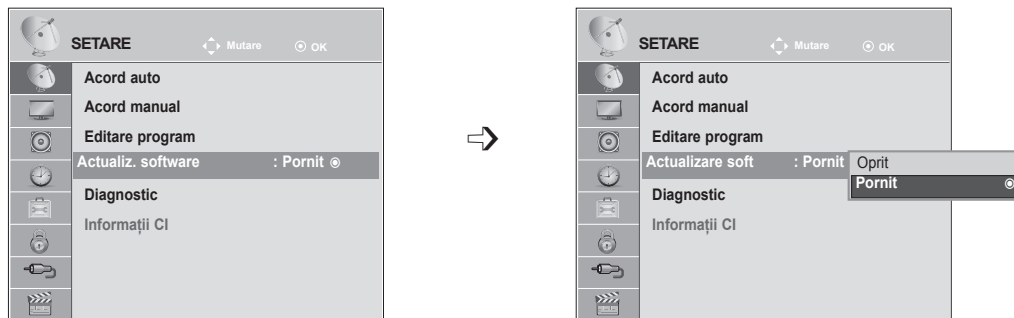 SETARE
Mutare
OK
Acord auto
Acord manual
Editare program
Actualiz. software : Pornit
Diagnostic
Informații CI
SETARE
Mutare
OK
Acord auto
Acord manual
Editare program
Actualizare soft : Pornit
Oprit
Pornit
Diagnostic
Informații CI